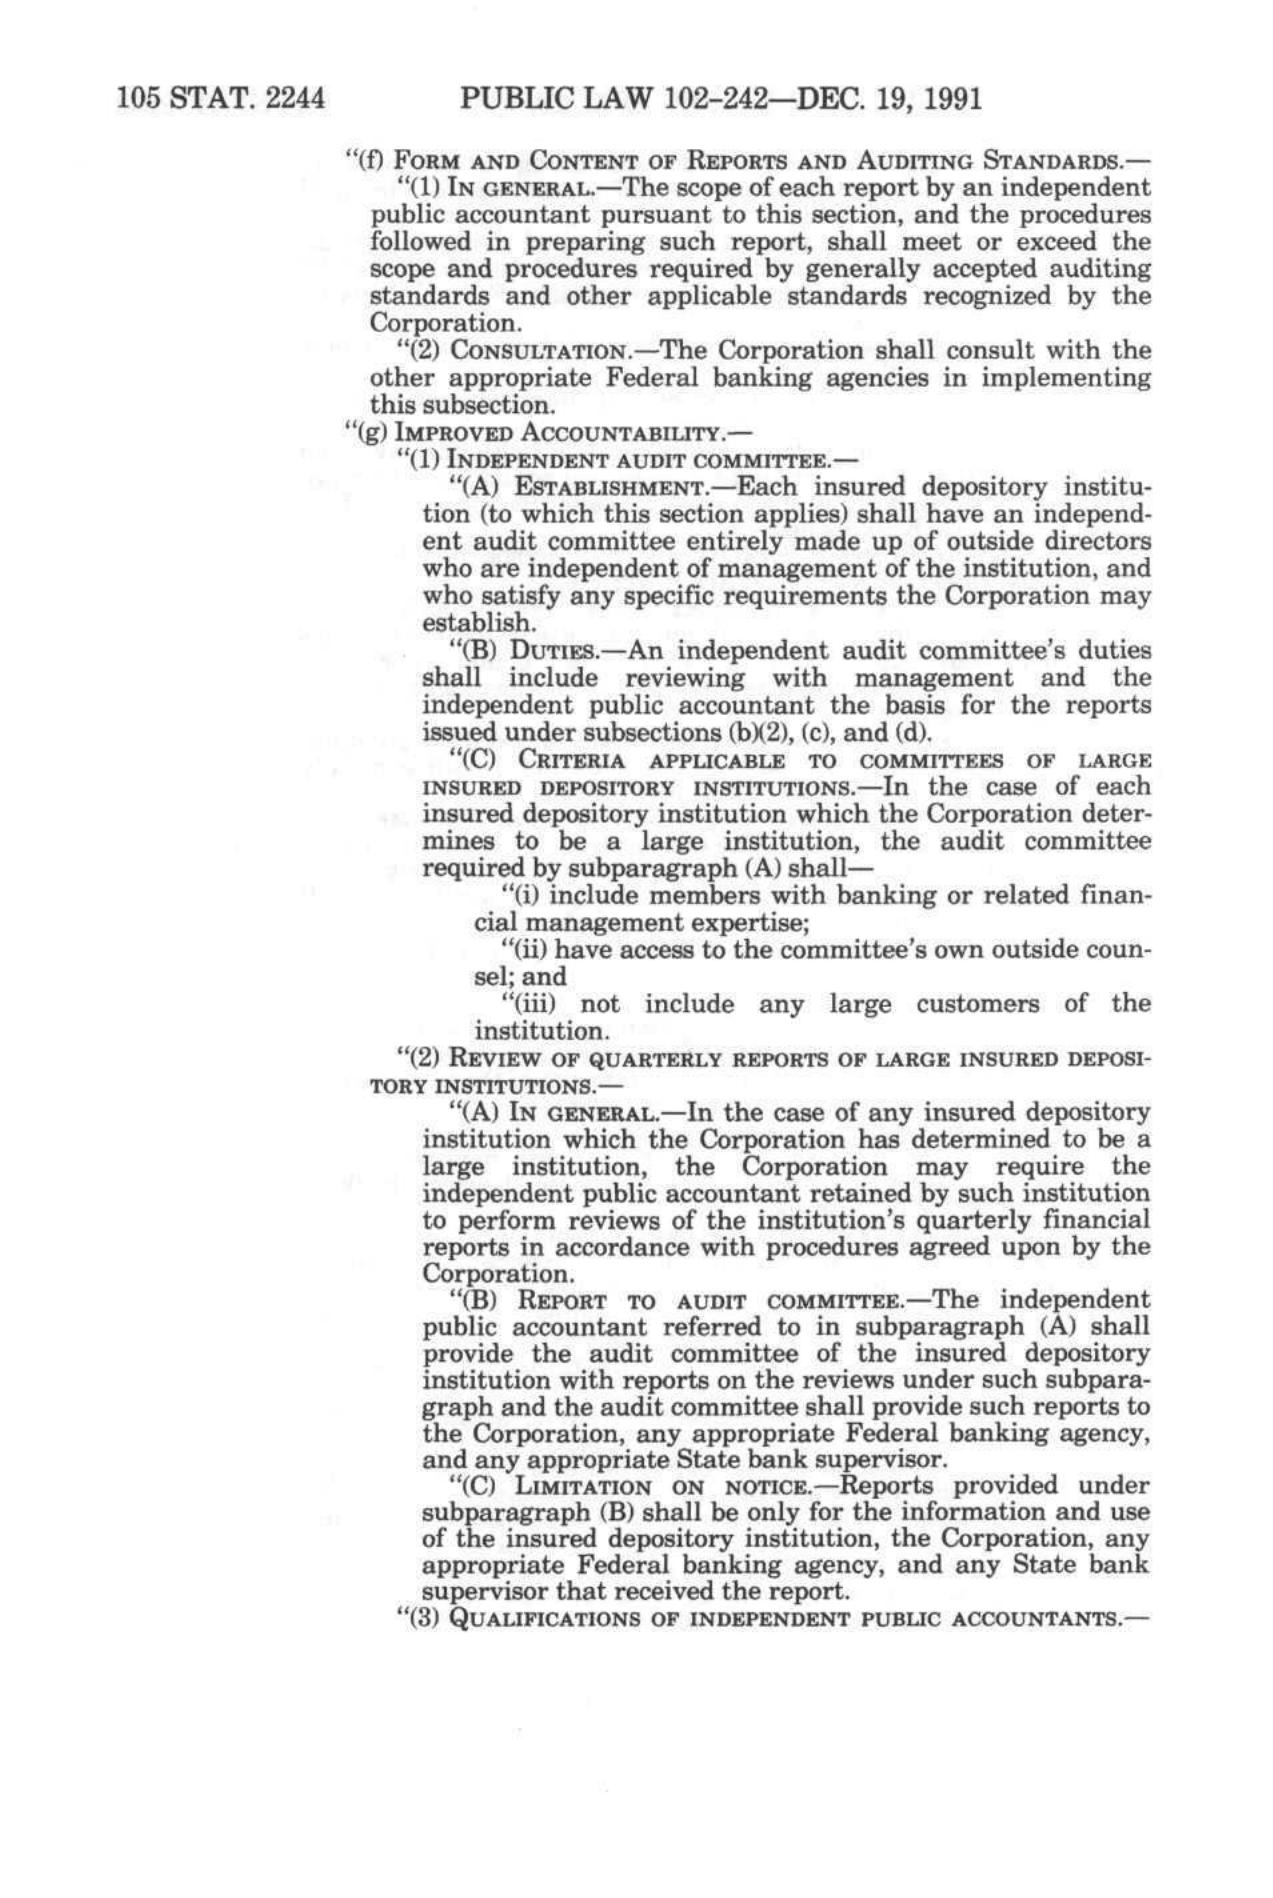 105 STAT. 2244 PUBLIC LAW 102-242—DEC. 19, 1991
"(f) FORM AND CONTENT OF REPORTS AND AUDITING STANDARDS.—
"(1) IN GENERAL.—The scope of each report by an independent
public accountant pursuant to this section, and the procedures
followed in preparing such report, shall meet or exceed the
scope and procedures required by generally accepted auditing
standards and other applicable standards recognized by the
Corporation.
"(2) CONSULTATION.—The Corporation shall consult with the
other appropriate Federal banking agencies in implementing
this subsection.
"(g) IMPROVED ACCOUNTABILITY.—
"(1) INDEPENDENT AUDIT COMMITTEE.—
"(A) ESTABLISHMENT.—Each insured depository institu-
tion (to which this section applies) shall have an independ-
ent audit committee entirely made up of outside directors
who are independent of management of the institution, and
who satisfy any specific requirements the Corporation may
establish.
"(B) DUTIES.—An independent audit committee's duties
shall include reviewing with management and the
independent public accountant the basis for the reports
issued under subsections (b)(2), (c), and (d).
"(C) CRITERIA APPLICABLE TO COMMITTEES OF LARGE
INSURED DEPOSITORY INSTITUTIONS.—In the case of each
insured depository institution which the Corporation deter-
mines to be a large institution, the audit committee
required by subparagraph (A) shall—
"(i) include members with banking or related finan-
cial management expertise;
"(ii) have access to the committee's own outside coun-
sel; and
"(iii) not include any large customers of the
institution.
"(2) REVIEW OF QUARTERLY REPORTS OF LARGE INSURED DEPOSI-
TORY INSTITUTIONS.—
"(A) IN GENERAL.—In the case of any insured depository
institution which the Corporation has determined to be a
large institution, the Corporation may require the
independent public accountant retained by such institution
to perform reviews of the institution's quarterly financial
reports in accordance with procedures agreed upon by the
Corporation.
"(B) REPORT TO AUDIT COMMITTEE.—The independent
public accountant referred to in subparagraph (A) shall
provide the audit committee of the insured depository
institution with reports on the reviews under such subpara-
graph and the audit committee shall provide such reports to
the Corporation, any appropriate Federal banking agency,
and any appropriate State bank supervisor.
"(C) LIMITATION ON NOTICE.—Reports provided under
subparagraph (B) shall be only for the information and use
of the insured depository institution, the Corporation, any
appropriate Federal banking agency, and any State bank
supervisor that received the report.
"(3) QUALIFICATIONS OF INDEPENDENT PUBLIC ACCOUNTANTS.—